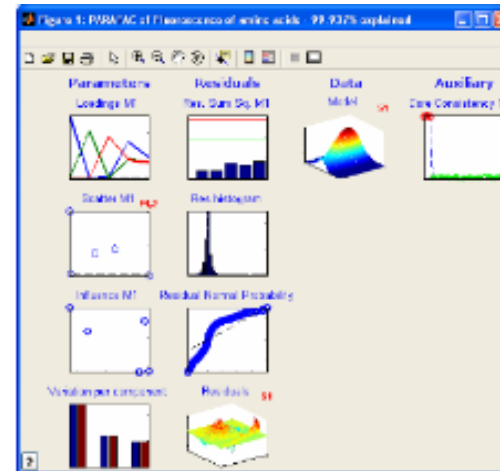 Figure 1: PARAFAC of Fluorescence of amino acids - 99.937% explained
Parameters Residuals Data Auxiliary
Loadings M1 Res. Sum Sq. M1 Model Core Consistency
Scatter M1 Res histogram
Influence M1 Residual Normal Probability
Variation per component Residuals